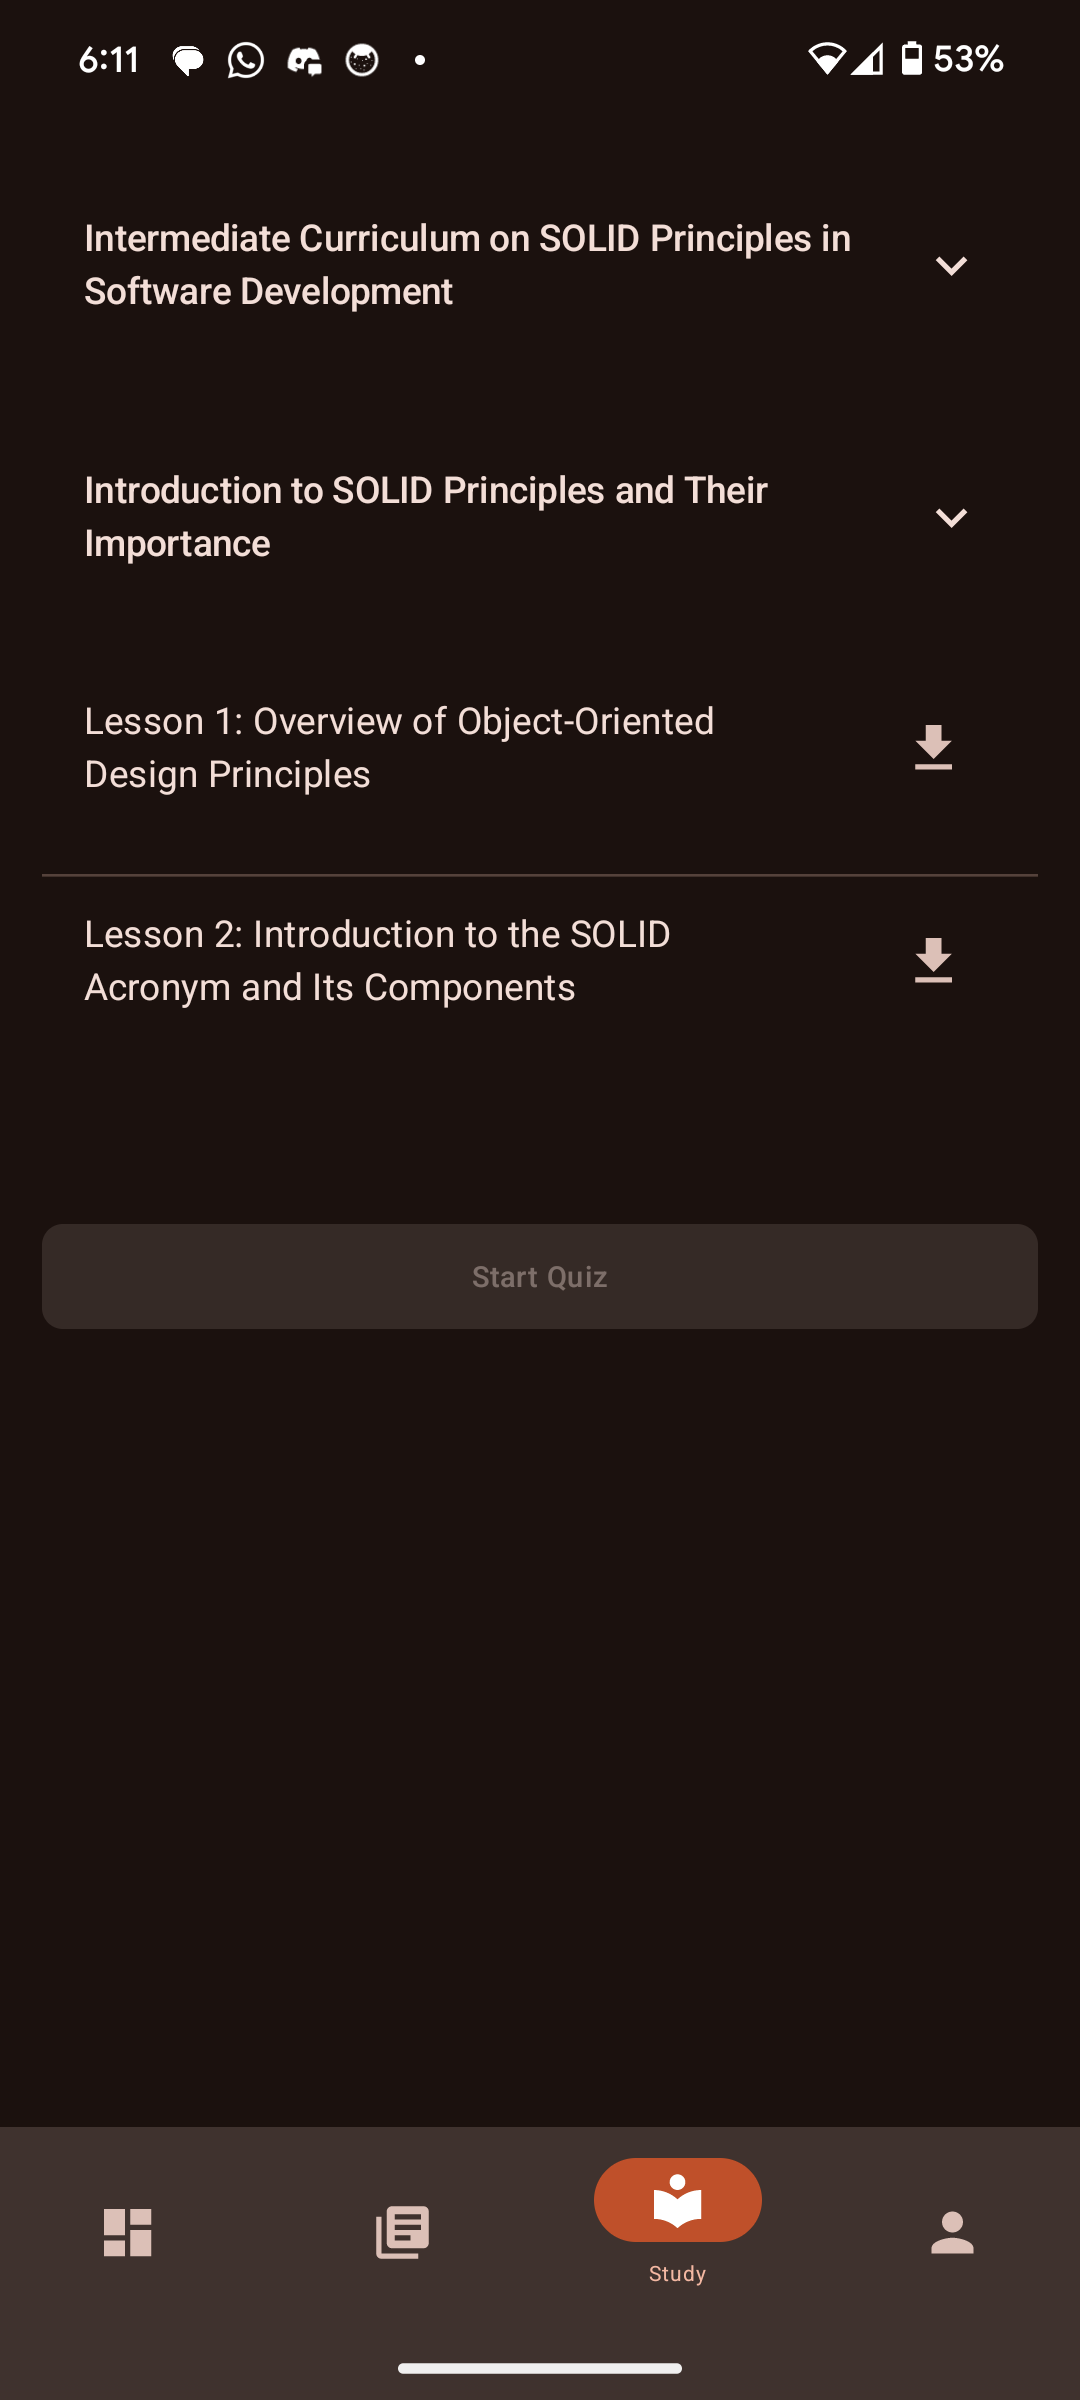 6:11
53%
Intermediate Curriculum on SOLID Principles in
Software Development
Introduction to SOLID Principles and Their
Importance
Lesson 1: Overview of Object-Oriented
Design Principles
Lesson 2: Introduction to the SOLID
Acronym and Its Components
Start Quiz
Study